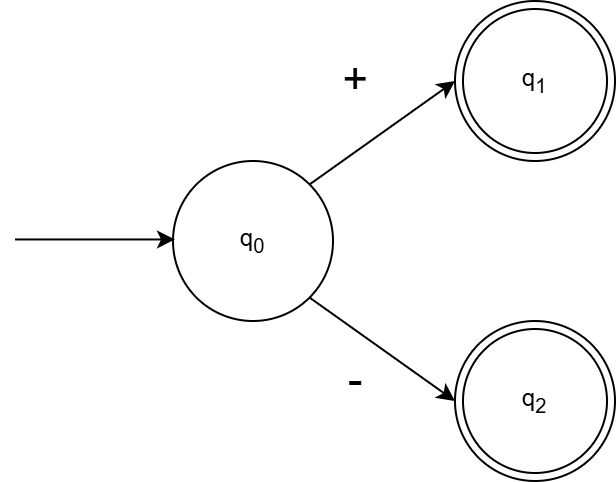 +
q₁
q₀
-
q₂